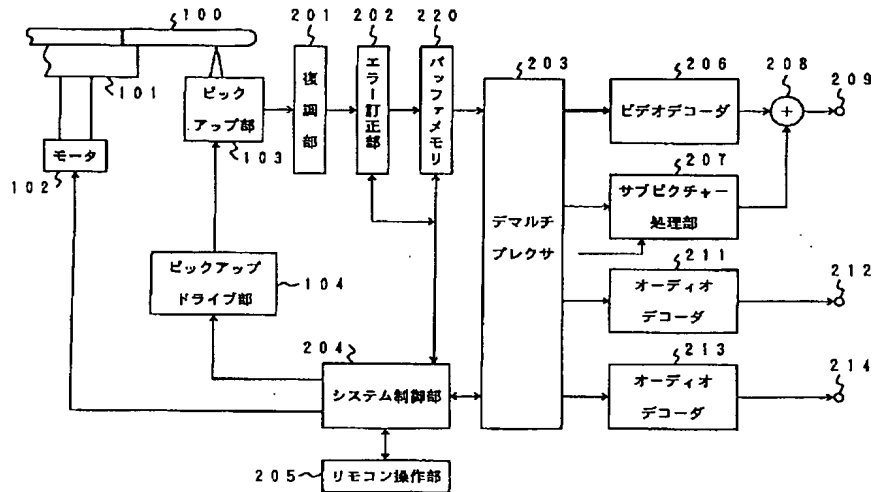 100
201
202
220
203
206
208
209
101
ピック
アップ部
103
復調部
エラー訂正部
バッファメモリ
ビデオデコーダ
207
モータ
102
サブピクチャー
処理部
デマルチ
プレクサ
211
212
ピックアップ
ドライブ部
104
オーディオ
デコーダ
204
213
214
システム制御部
オーディオ
デコーダ
205
リモコン操作部